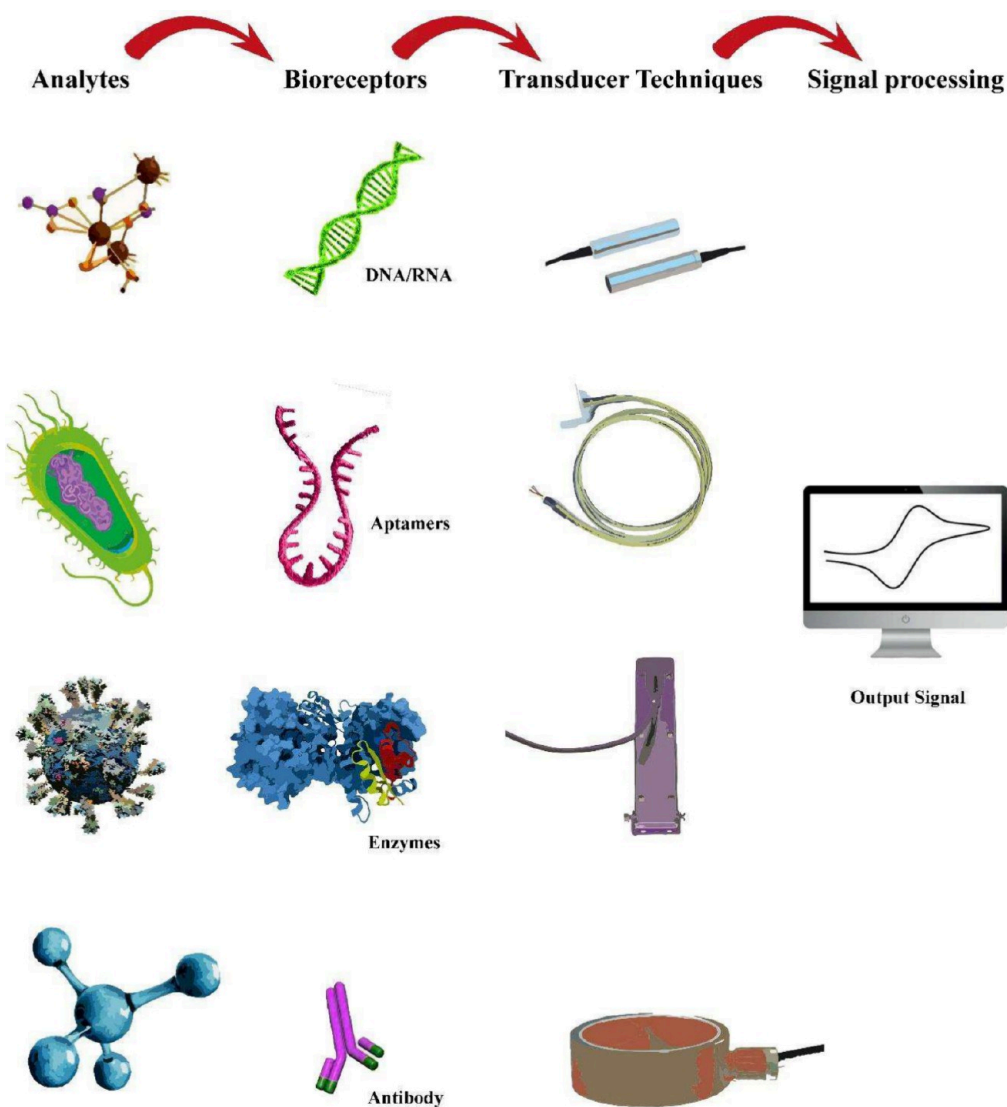 Analytes
Bioreceptors
Transducer Techniques
Signal processing
DNA/RNA
Aptamers
Output Signal
Enzymes
Antibody